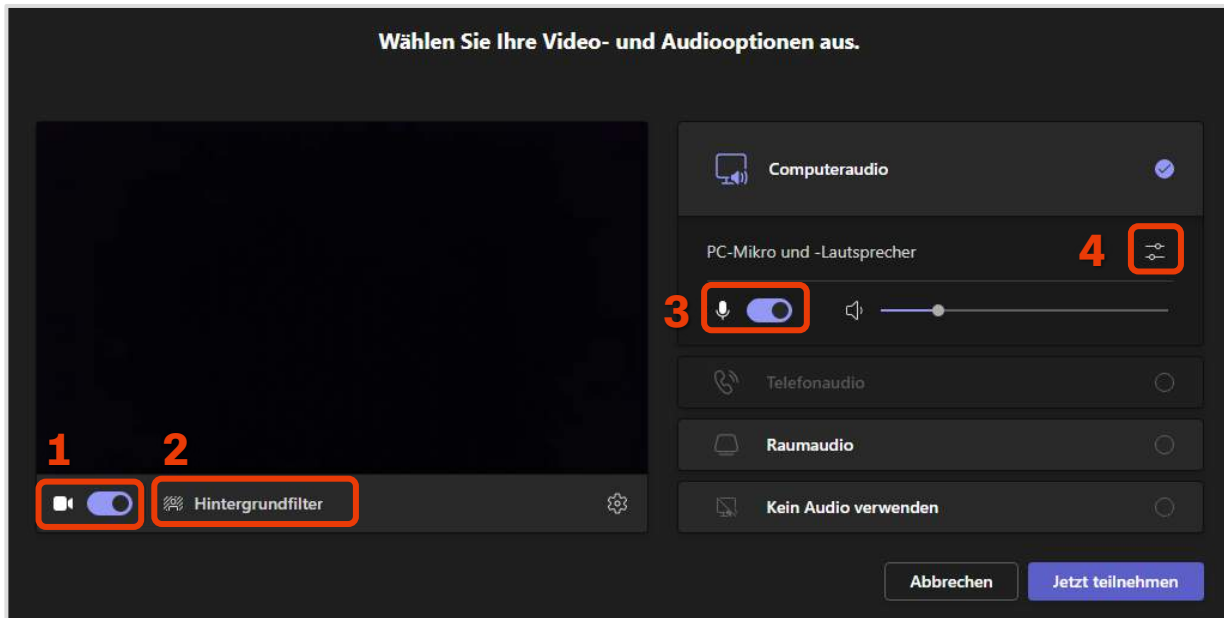 Wählen Sie Ihre Video- und Audiooptionen aus.
Computeraudio
PC-Mikro und -Lautsprecher
4
3
Telefonaudio
Raumaudio
Kein Audio verwenden
1
2
Hintergrundfilter
Abbrechen
Jetzt teilnehmen